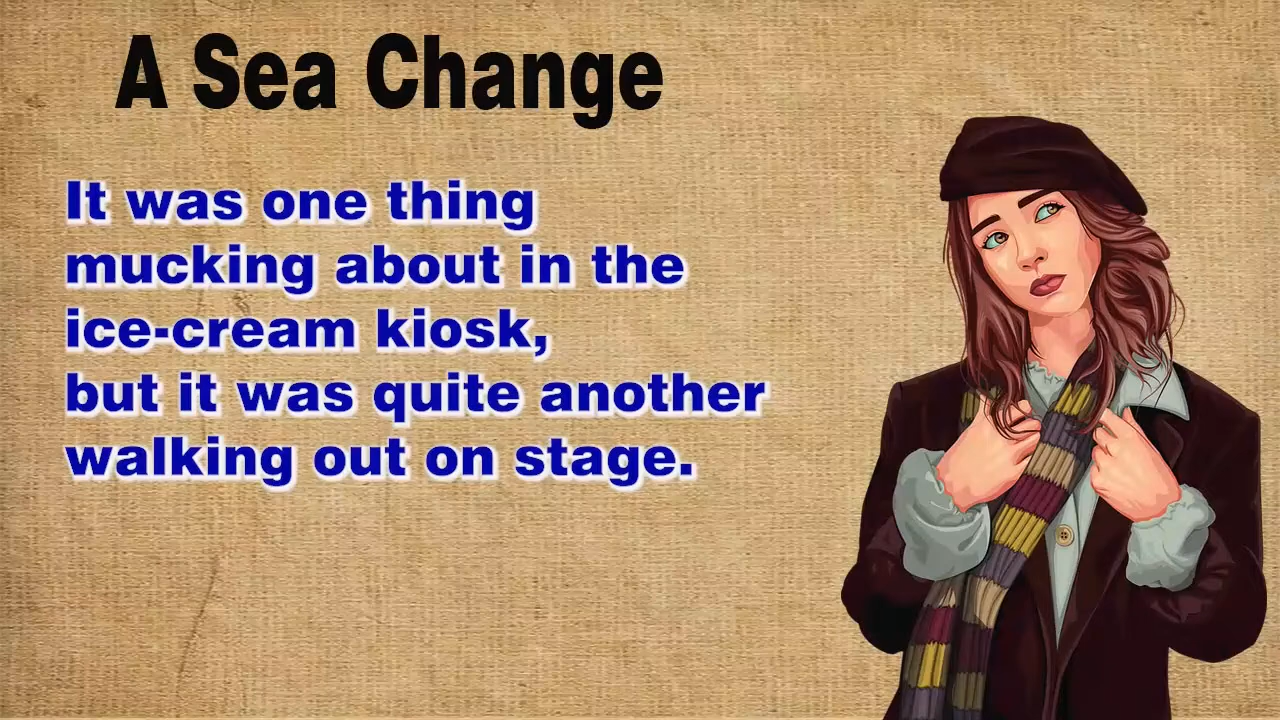 A Sea Change
It was one thing
mucking about in the
ice-cream kiosk,
but it was quite another
walking out on stage.